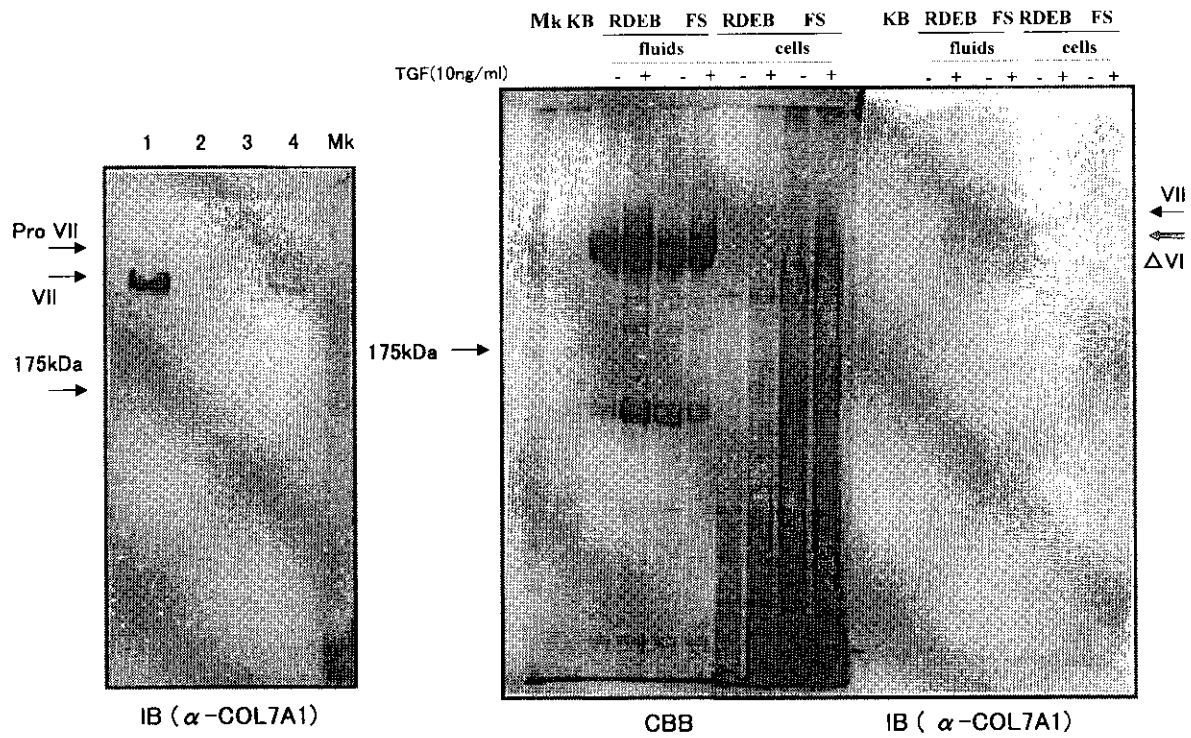 Mk KB RDEB FS RDEB FS
fluids cells
TGF(10ng/ml) - + - + - + - +
KB RDEB FS RDEB FS
fluids cells
- + - + - + - +
1 2 3 4 Mk
Pro VII
VII
175kDa
175kDa
VII
△VII
IB (α-COL7A1)
CBB
IB (α-COL7A1)